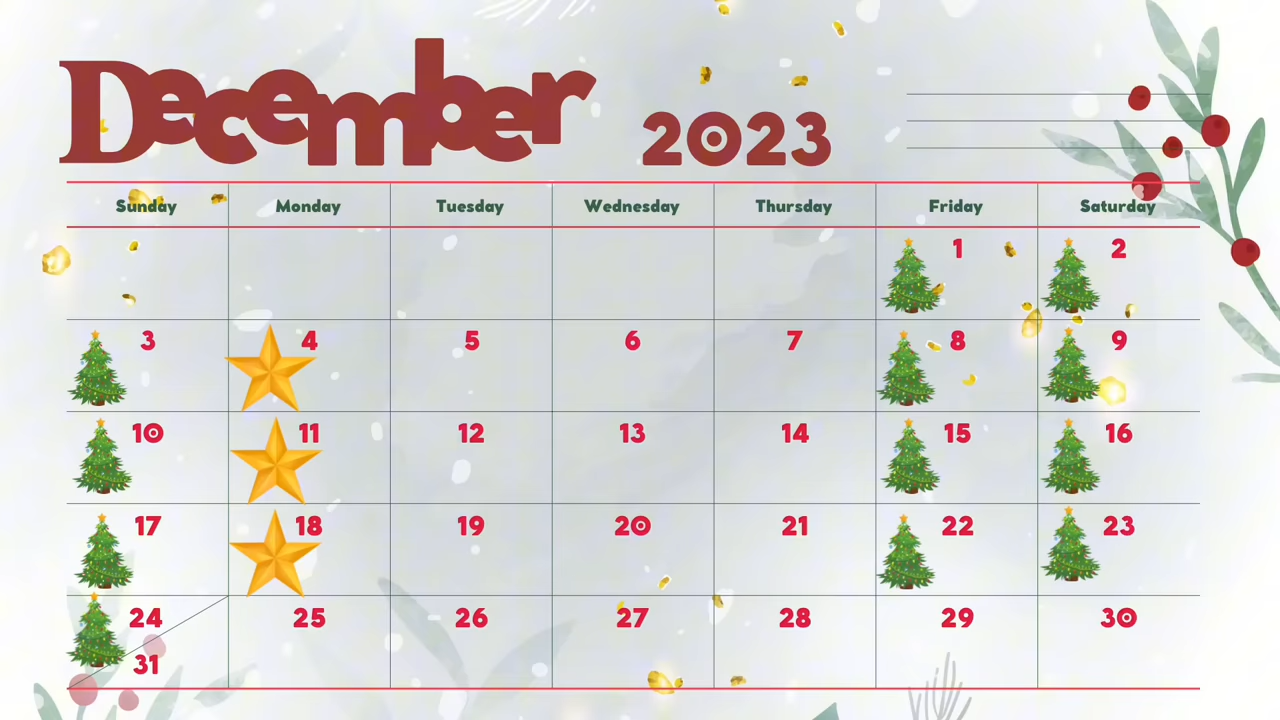 December 2023
Sunday Monday Tuesday Wednesday Thursday Friday Saturday
1 2
3 4 5 6 7 8 9
10 11 12 13 14 15 16
17 18 19 20 21 22 23
24 25 26 27 28 29 30
31